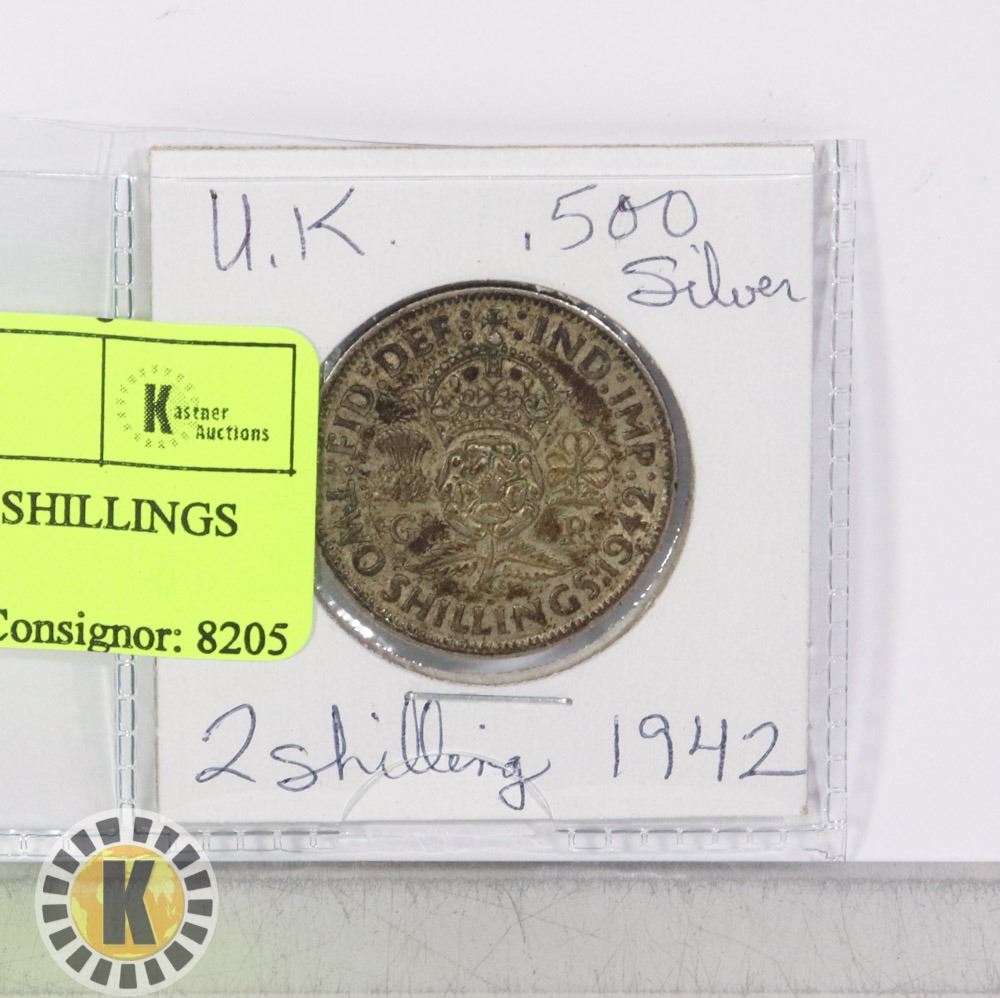 U.K. .500
Silver
FID·DEF:IND·IMP·1942
TWO SHILLINGS
G R
2 shilling 1942
Kastner
Auctions
SHILLINGS
Consignor: 8205
K